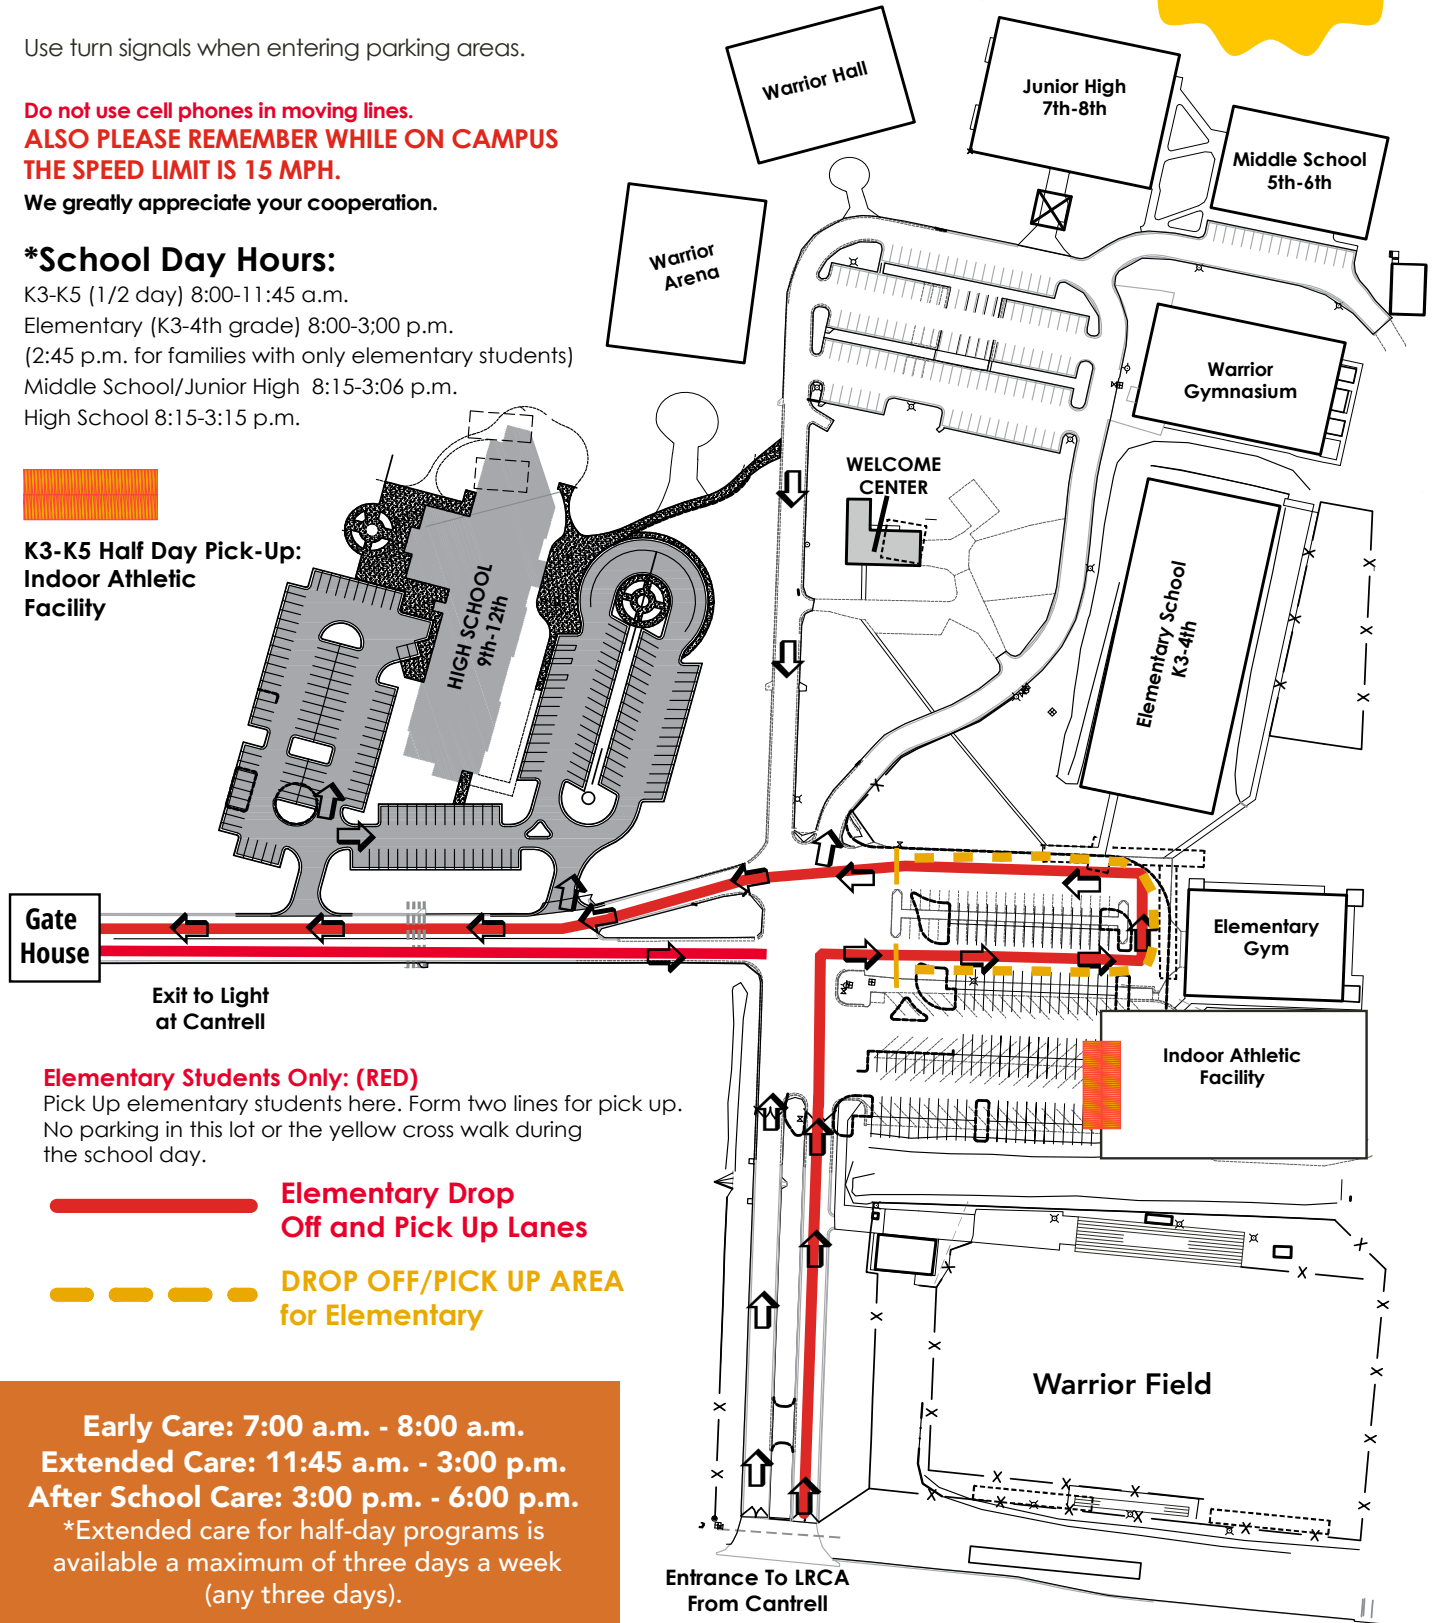 Use turn signals when entering parking areas.
Do not use cell phones in moving lines.
ALSO PLEASE REMEMBER WHILE ON CAMPUS
THE SPEED LIMIT IS 15 MPH.
We greatly appreciate your cooperation.
*School Day Hours:
K3-K5 (1/2 day) 8:00-11:45 a.m.
Elementary (K3-4th grade) 8:00-3;00 p.m.
(2:45 p.m. for families with only elementary students)
Middle School/Junior High 8:15-3:06 p.m.
High School 8:15-3:15 p.m.
K3-K5 Half Day Pick-Up:
Indoor Athletic
Facility
Warrior Hall
Junior High
7th-8th
Middle School
5th-6th
Warrior
Arena
Warrior
Gymnasium
WELCOME
CENTER
HIGH SCHOOL
9th-12th
Elementary School
K3-4th
Gate
House
Elementary
Gym
Exit to Light
at Cantrell
Indoor Athletic
Facility
Elementary Students Only: (RED)
Pick Up elementary students here. Form two lines for pick up.
No parking in this lot or the yellow cross walk during
the school day.
Elementary Drop
Off and Pick Up Lanes
DROP OFF/PICK UP AREA
for Elementary
Warrior Field
Early Care: 7:00 a.m. - 8:00 a.m.
Extended Care: 11:45 a.m. - 3:00 p.m.
After School Care: 3:00 p.m. - 6:00 p.m.
*Extended care for half-day programs is
available a maximum of three days a week
(any three days).
Entrance To LRCA
From Cantrell